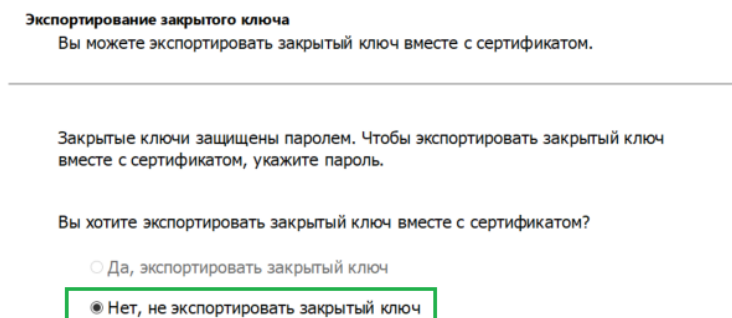 Экспортирование закрытого ключа
Вы можете экспортировать закрытый ключ вместе с сертификатом.
Закрытые ключи защищены паролем. Чтобы экспортировать закрытый ключ
вместе с сертификатом, укажите пароль.
Вы хотите экспортировать закрытый ключ вместе с сертификатом?
Да, экспортировать закрытый ключ
Нет, не экспортировать закрытый ключ